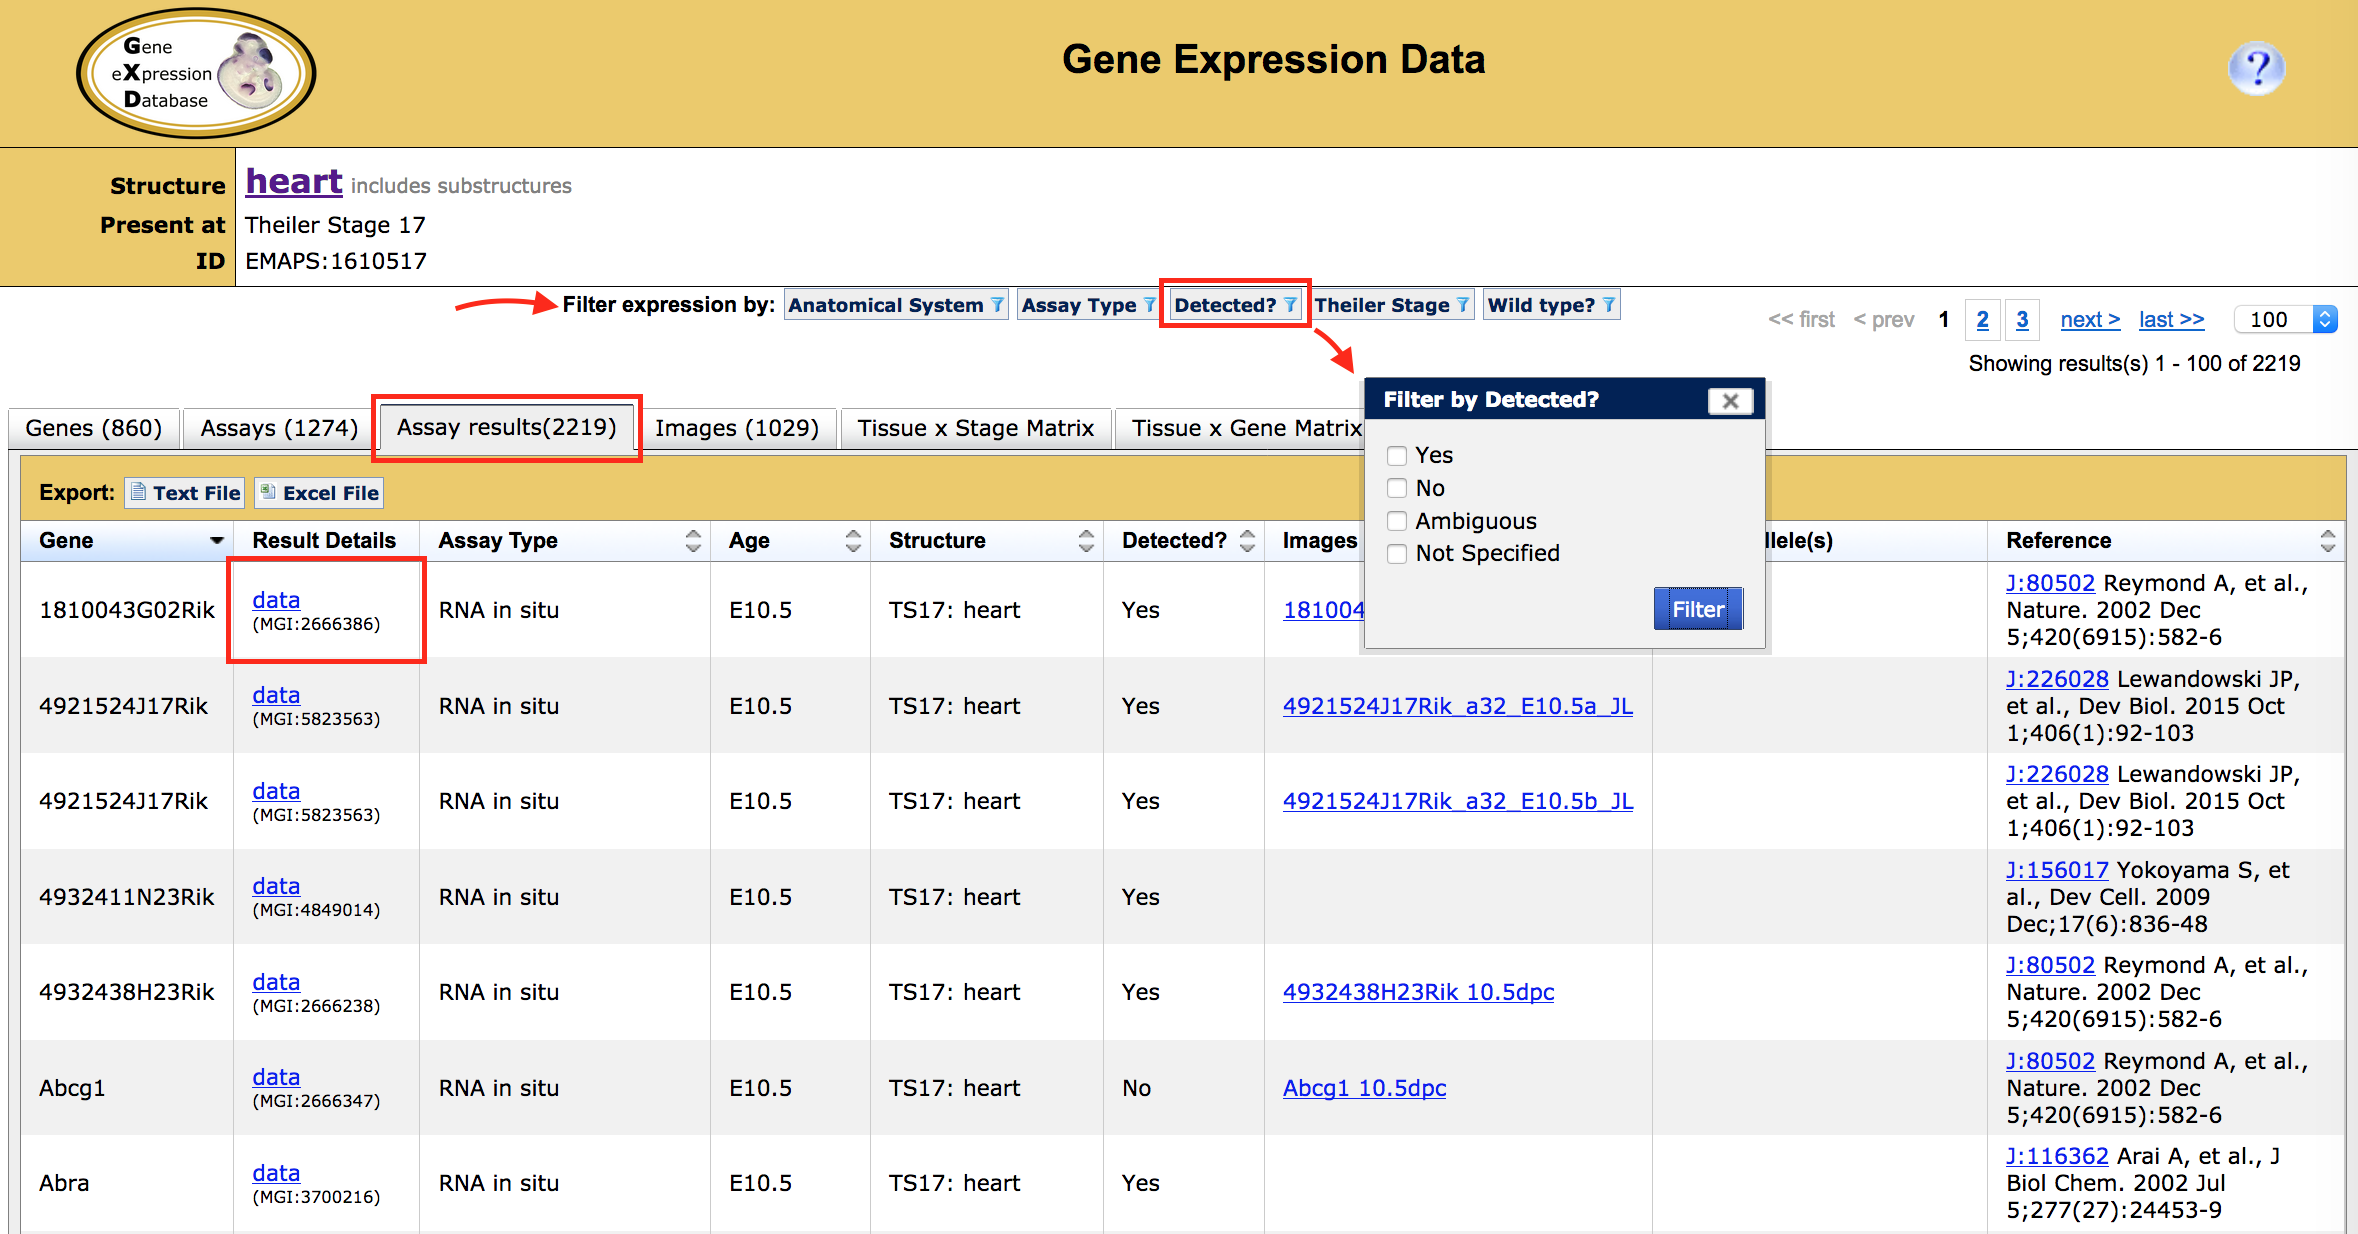 Gene
eXpression
Database
Gene Expression Data
?
Structure heart includes substructures
Present at Theiler Stage 17
ID EMAPS:1610517
Filter expression by: Anatomical System Assay Type Detected? Theiler Stage Wild type?
<< first < prev 1 2 3 next > last >> 100
Showing results(s) 1 - 100 of 2219
Genes (860) Assays (1274) Assay results(2219) Images (1029) Tissue x Stage Matrix Tissue x Gene Matrix
Filter by Detected?
Yes
No
Ambiguous
Not Specified
Filter
Export: Text File Excel File
Gene Result Details Assay Type Age Structure Detected? Images llele(s) Reference
1810043G02Rik data (MGI:2666386) RNA in situ E10.5 TS17: heart Yes 181004 J:80502 Reymond A, et al.,
Nature. 2002 Dec
5;420(6915):582-6
4921524J17Rik data (MGI:5823563) RNA in situ E10.5 TS17: heart Yes 4921524J17Rik_a32_E10.5a_JL J:226028 Lewandowski JP,
et al., Dev Biol. 2015 Oct
1;406(1):92-103
4921524J17Rik data (MGI:5823563) RNA in situ E10.5 TS17: heart Yes 4921524J17Rik_a32_E10.5b_JL J:226028 Lewandowski JP,
et al., Dev Biol. 2015 Oct
1;406(1):92-103
4932411N23Rik data (MGI:4849014) RNA in situ E10.5 TS17: heart Yes J:156017 Yokoyama S, et
al., Dev Cell. 2009
Dec;17(6):836-48
4932438H23Rik data (MGI:2666238) RNA in situ E10.5 TS17: heart Yes 4932438H23Rik 10.5dpc J:80502 Reymond A, et al.,
Nature. 2002 Dec
5;420(6915):582-6
Abcg1 data (MGI:2666347) RNA in situ E10.5 TS17: heart No Abcg1 10.5dpc J:80502 Reymond A, et al.,
Nature. 2002 Dec
5;420(6915):582-6
Abra data (MGI:3700216) RNA in situ E10.5 TS17: heart Yes J:116362 Arai A, et al., J
Biol Chem. 2002 Jul
5;277(27):24453-9